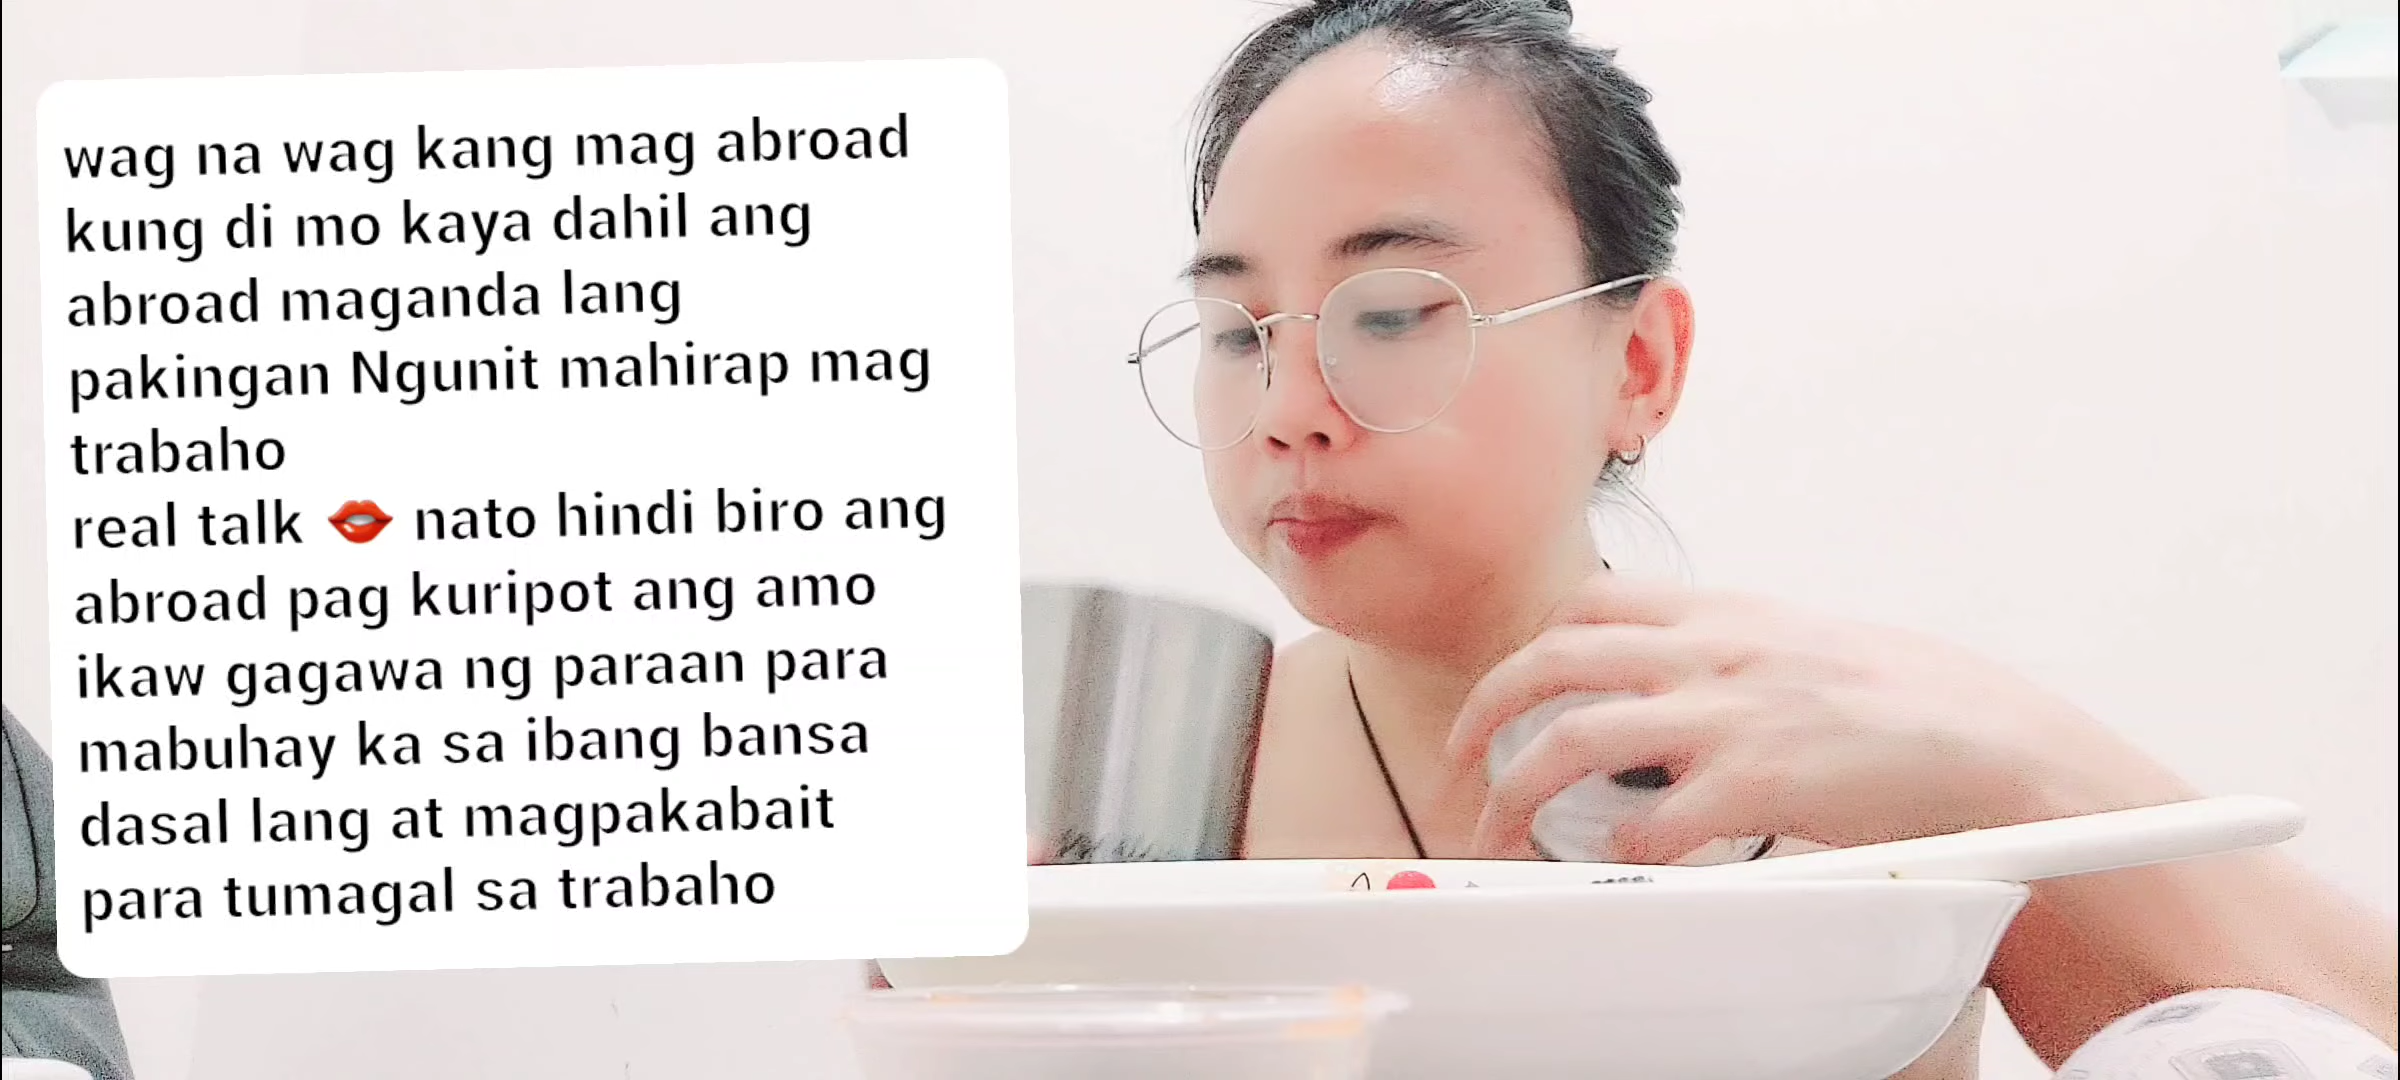 wag na wag kang mag abroad
kung di mo kaya dahil ang
abroad maganda lang
pakingan Ngunit mahirap mag
trabaho
real talk 👄 nato hindi biro ang
abroad pag kuripot ang amo
ikaw gagawa ng paraan para
mabuhay ka sa ibang bansa
dasal lang at magpakabait
para tumagal sa trabaho